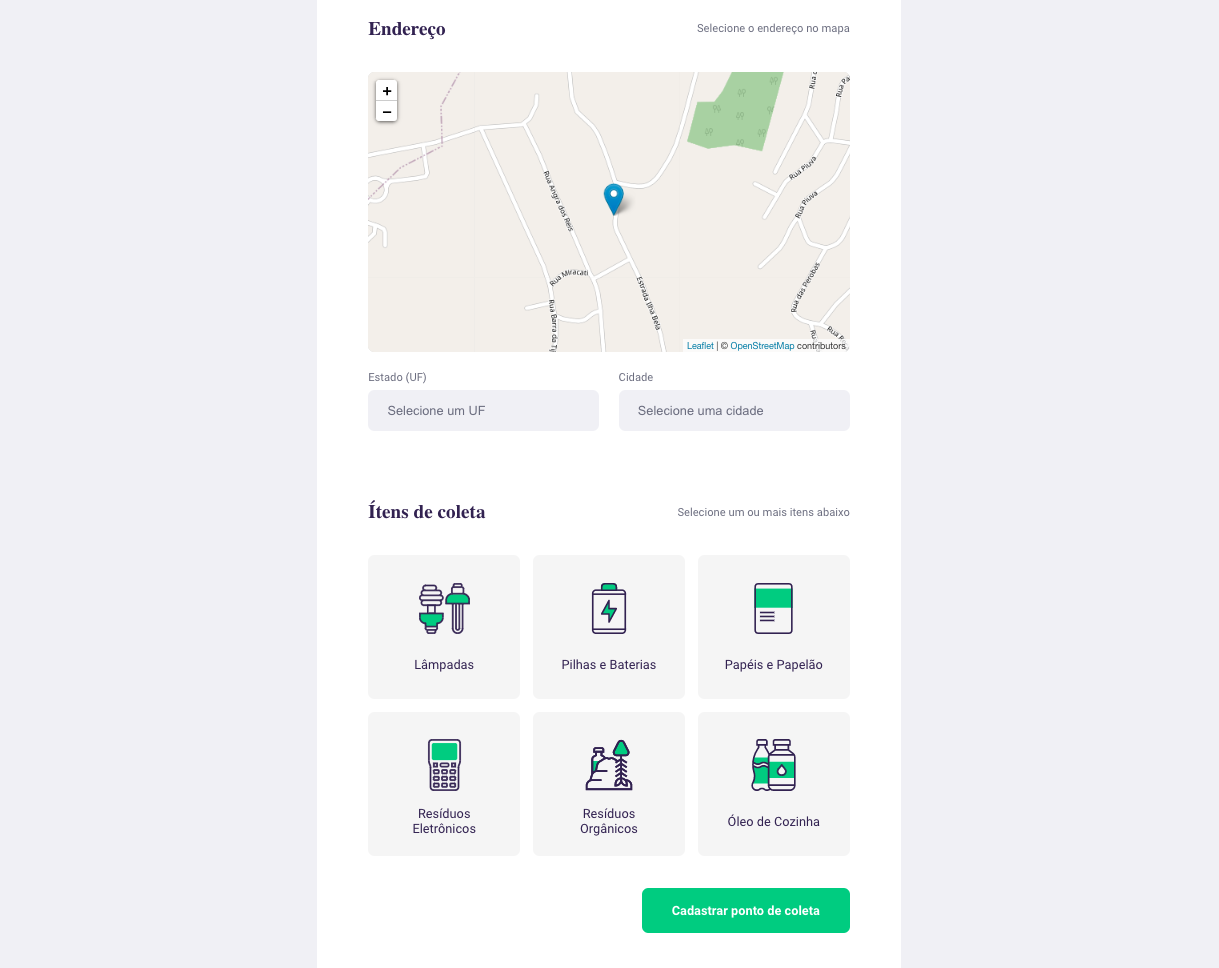 Endereço
Selecione o endereço no mapa
+
−
Rua Piuva
Rua Angra dos Reis
Rua Piuva
Rua Miracati
Rua das Perobas
Estrada Ilha Bela
Rua Barra da Tij
Leaflet | © OpenStreetMap contributors
Estado (UF)
Cidade
Selecione um UF
Selecione uma cidade
Ítens de coleta
Selecione um ou mais itens abaixo
Lâmpadas
Pilhas e Baterias
Papéis e Papelão
Resíduos
Eletrônicos
Resíduos
Orgânicos
Óleo de Cozinha
Cadastrar ponto de coleta